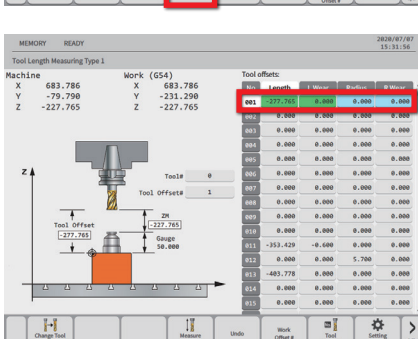 Offset #
MEMORY READY 2020/07/07
15:31:56
Tool Length Measuring Type 1
Machine Work (G54) Tool offsets:
X 683.786 X 683.786
Y -79.790 Y -231.290
Z -227.765 Z -227.765
No. Length L Wear Radius R Wear
001 -277.765 0.000 0.000 0.000
002 0.000 0.000 0.000 0.000
003 0.000 0.000 0.000 0.000
004 0.000 0.000 0.000 0.000
005 0.000 0.000 0.000 0.000
006 0.000 0.000 0.000 0.000
007 0.000 0.000 0.000 0.000
008 0.000 0.000 0.000 0.000
009 0.000 0.000 0.000 0.000
010 0.000 0.000 0.000 0.000
011 -353.429 -0.600 0.000 0.000
012 0.000 0.000 5.700 0.000
013 -403.778 0.000 0.000 0.000
014 0.000 0.000 0.000 0.000
015 0.000 0.000 0.000 0.000
Z
Tool# 0
Tool Offset# 1
Tool Offset
-277.765
ZM
-227.765
Gauge
50.000
Change Tool
Measure
Undo
Work
Offset #
Tool
Setting
>